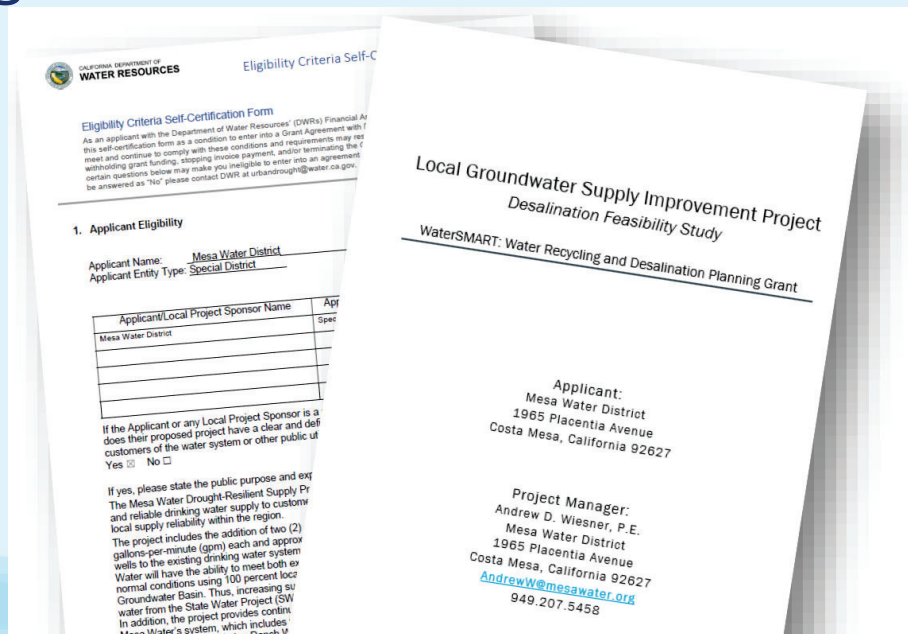 CALIFORNIA DEPARTMENT OF
WATER RESOURCES
Eligibility Criteria Self-C
Eligibility Criteria Self-Certification Form
As an applicant with the Department of Water Resources' (DWRs) Financial
this self-certification form as a condition to enter into a Grant Agreement with
meet and continue to comply with these conditions and requirements may
withholding grant funding, stopping invoice payment, and/or terminating the
certain questions below may make you ineligible to enter into an agreement
be answered as "No" please contact DWR at urbandrought@water.ca.gov.
1. Applicant Eligibility
Applicant Name: Mesa Water District
Applicant Entity Type: Special District
Applicant/Local Project Sponsor Name
App
Mesa Water District
Spec
If the Applicant or any Local Project Sponsor is a
does their proposed project have a clear and defi
customers of the water system or other public ut
Yes ☒ No ☐
If yes, please state the public purpose and exp
The Mesa Water Drought-Resilient Supply Pr
and reliable drinking water supply to custome
local supply reliability within the region.
The project includes the addition of two (2)
gallons-per-minute (gpm) each and approx
wells to the existing drinking water system
Water will have the ability to meet both ex
normal conditions using 100 percent loca
Groundwater Basin. Thus, increasing su
water from the State Water Project (SW
In addition, the project provides continu
Mesa Water's system, which includes
Local Groundwater Supply Improvement Project
Desalination Feasibility Study
WaterSMART: Water Recycling and Desalination Planning Grant
Applicant:
Mesa Water District
1965 Placentia Avenue
Costa Mesa, California 92627
Project Manager:
Andrew D. Wiesner, P.E.
Mesa Water District
1965 Placentia Avenue
Costa Mesa, California 92627
AndrewW@mesawater.org
949.207.5458